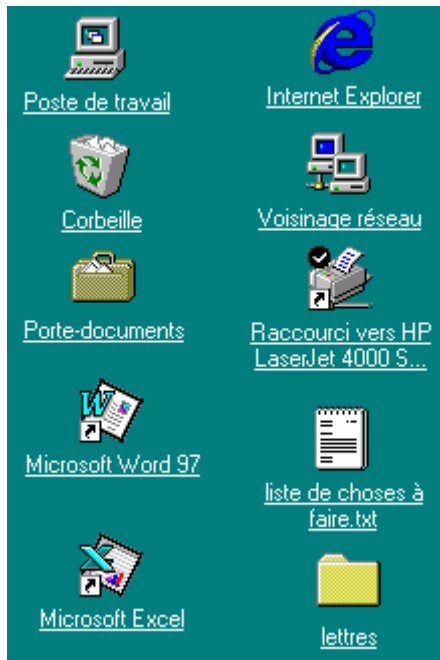 Poste de travail
Internet Explorer
Corbeille
Voisinage réseau
Porte-documents
Raccourci vers HP
LaserJet 4000 S...
Microsoft Word 97
liste de choses à
faire.txt
Microsoft Excel
lettres